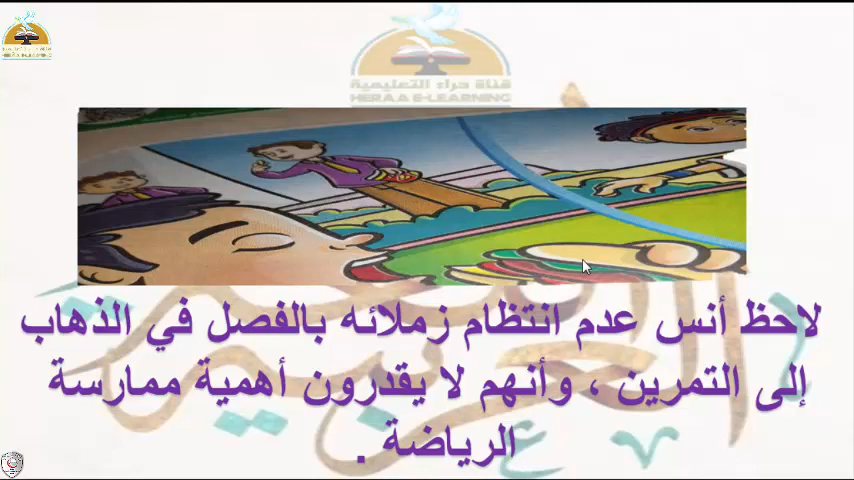 قناة حراء التعليمية
HERAA E-LEARNING
لاحظ أنس عدم انتظام زملائه بالفصل في الذهاب
إلى التمرين ، وأنهم لا يقدرون أهمية ممارسة
الرياضة .